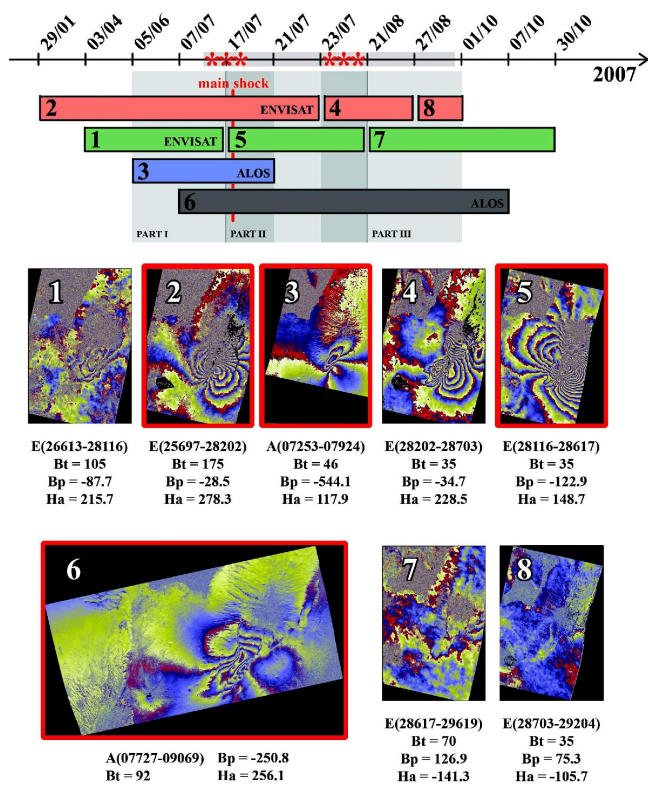 29/01 03/04 05/06 07/07 17/07 21/07 23/07 21/08 27/08 01/10 07/10 30/10
2007
main shock
2 ENVISAT 4 8
1 ENVISAT 5 7
3 ALOS
6 ALOS
PART I PART II PART III
1 2 3 4 5
E(26613-28116) E(25697-28202) A(07253-07924) E(28202-28703) E(28116-28617)
Bt = 105 Bt = 175 Bt = 46 Bt = 35 Bt = 35
Bp = -87.7 Bp = -28.5 Bp = -544.1 Bp = -34.7 Bp = -122.9
Ha = 215.7 Ha = 278.3 Ha = 117.9 Ha = 228.5 Ha = 148.7
6 7 8
E(28617-29619) E(28703-29204)
Bt = 70 Bt = 35
A(07727-09069) Bp = -250.8 Bp = 126.9 Bp = 75.3
Bt = 92 Ha = 256.1 Ha = -141.3 Ha = -105.7